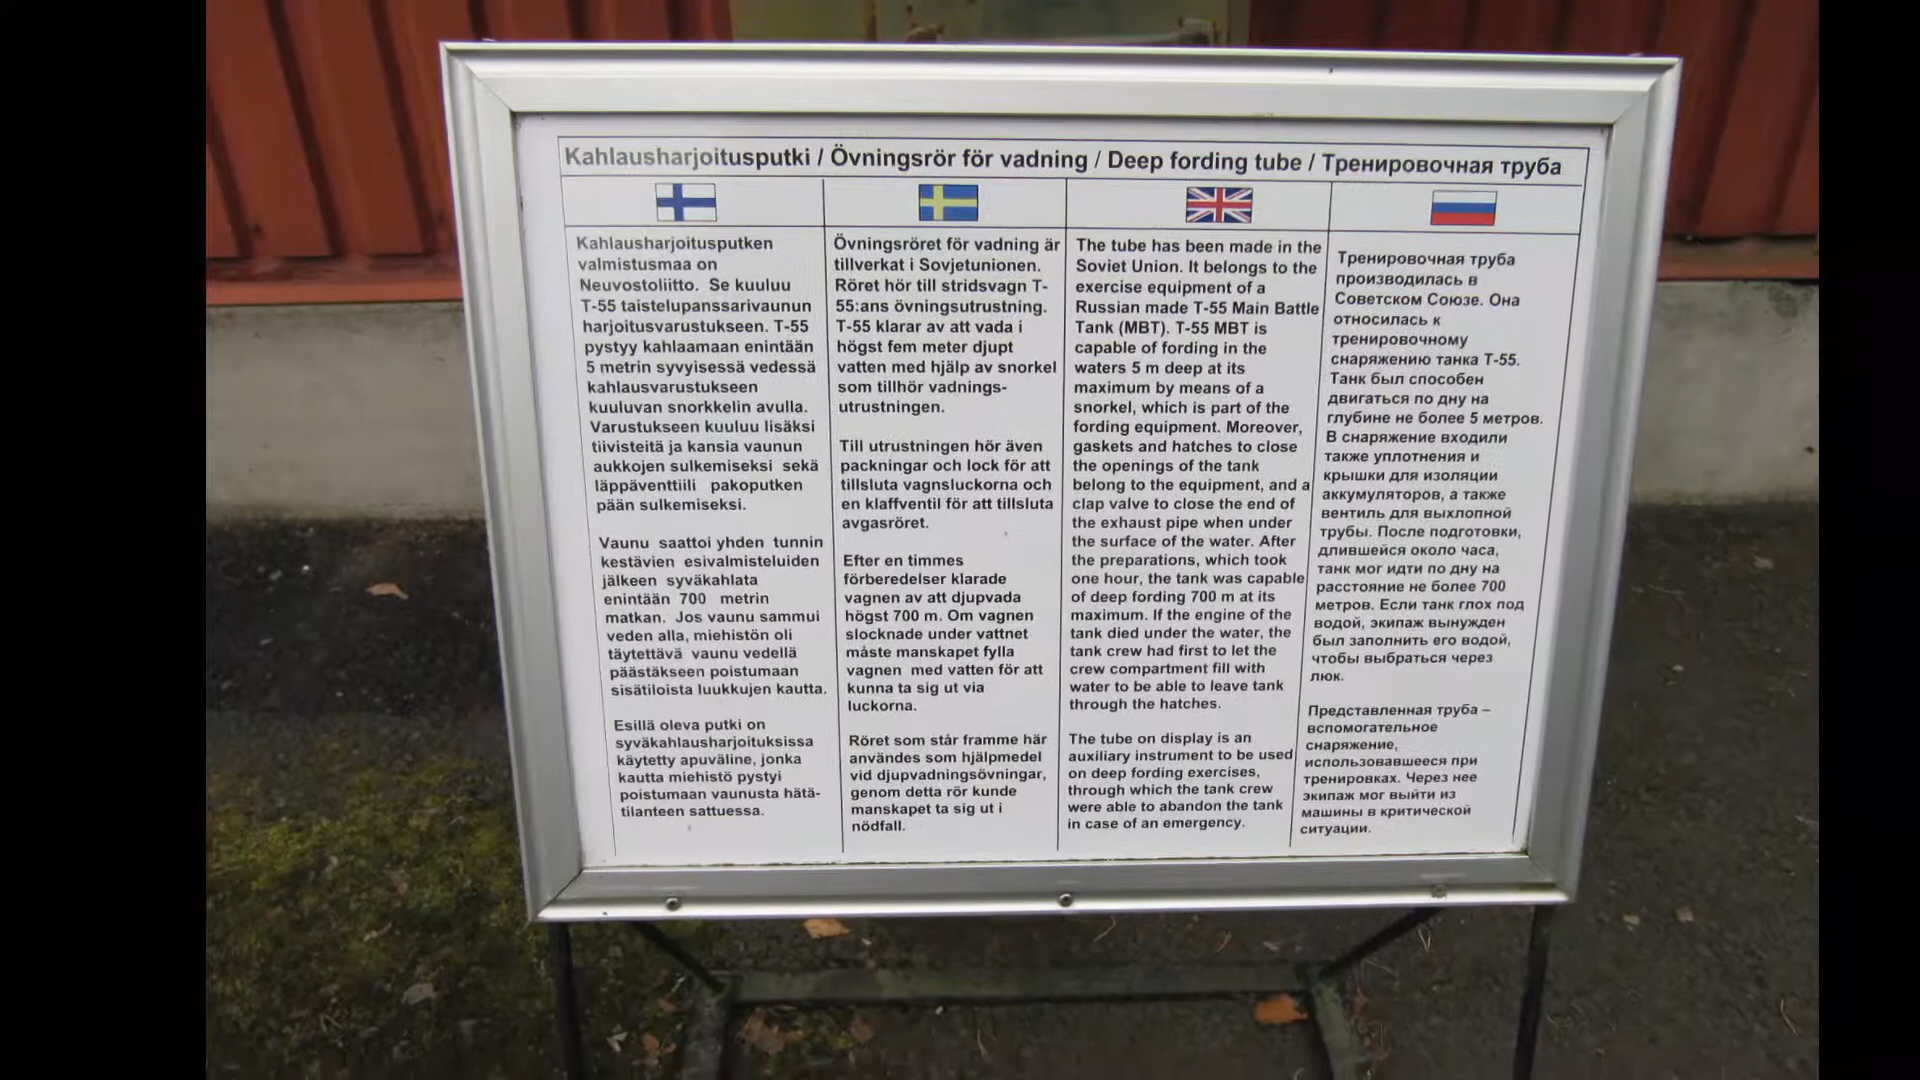 Kahlausharjoitusputki / Övningsrör för vadning / Deep fording tube / Тренировочная труба
Kahlausharjoitusputken
valmistusmaa on
Neuvostoliitto. Se kuuluu
T-55 taistelupanssarivaunun
harjoitusvarustukseen. T-55
pystyy kahlaamaan enintään
5 metrin syvyisessä vedessä
kahlausvarustukseen
kuuluvan snorkkelin avulla.
Varustukseen kuuluu lisäksi
tiivisteitä ja kansia vaunun
aukkojen sulkemiseksi sekä
läppäventtiili pakoputken
pään sulkemiseksi.
Vaunu saattoi yhden tunnin
kestävien esivalmisteluiden
jälkeen syväkahlata
enintään 700 metrin
matkan. Jos vaunu sammui
veden alla, miehistön oli
täytettävä vaunu vedellä
päästäkseen poistumaan
sisätiloista luukkujen kautta.
Esillä oleva putki on
syväkahlausharjoituksissa
käytetty apuväline, jonka
kautta miehistö pystyi
poistumaan vaunusta hätä-
tilanteen sattuessa.
Övningsröret för vadning är
tillverkat i Sovjetunionen.
Röret hör till stridsvagn T-
55:ans övningsutrustning.
T-55 klarar av att vada i
högst fem meter djupt
vatten med hjälp av snorkel
som tillhör vadnings-
utrustningen.
Till utrustningen hör även
packningar och lock för att
tillsluta vagnsluckorna och
en klaffventil för att tillsluta
avgasröret.
Efter en timmes
förberedelser klarade
vagnen av att djupvada
högst 700 m. Om vagnen
slocknade under vattnet
måste manskapet fylla
vagnen med vatten för att
kunna ta sig ut via
luckorna.
Röret som står framme här
användes som hjälpmedel
vid djupvadningsövningar,
genom detta rör kunde
manskapet ta sig ut i
nödfall.
The tube has been made in the
Soviet Union. It belongs to the
exercise equipment of a
Russian made T-55 Main Battle
Tank (MBT). T-55 MBT is
capable of fording in the
waters 5 m deep at its
maximum by means of a
snorkel, which is part of the
fording equipment. Moreover,
gaskets and hatches to close
the openings of the tank
belong to the equipment, and a
clap valve to close the end of
the exhaust pipe when under
the surface of the water. After
the preparations, which took
one hour, the tank was capable
of deep fording 700 m at its
maximum. If the engine of the
tank died under the water, the
tank crew had first to let the
crew compartment fill with
water to be able to leave tank
through the hatches.
The tube on display is an
auxiliary instrument to be used
on deep fording exercises,
through which the tank crew
were able to abandon the tank
in case of an emergency.
Тренировочная труба
производилась в
Советском Союзе. Она
относилась к
тренировочному
снаряжению танка Т-55.
Танк был способен
двигаться по дну на
глубине не более 5 метров.
В снаряжение входили
также уплотнения и
крышки для изоляции
аккумуляторов, а также
вентиль для выхлопной
трубы. После подготовки,
длившейся около часа,
танк мог идти по дну на
расстояние не более 700
метров. Если танк глох под
водой, экипаж вынужден
был заполнить его водой,
чтобы выбраться через
люк.
Представленная труба –
вспомогательное
снаряжение,
использовавшееся при
тренировках. Через нее
экипаж мог выйти из
машины в критической
ситуации.